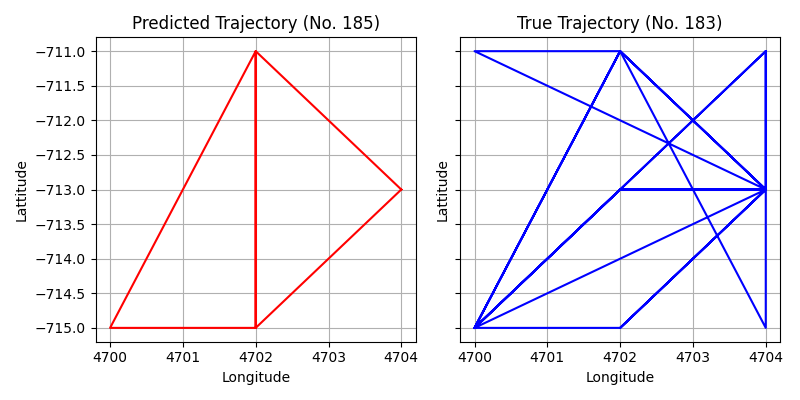 Predicted Trajectory (No. 185)
True Trajectory (No. 183)
Lattitude
−711.0
−711.5
−712.0
−712.5
−713.0
−713.5
−714.0
−714.5
−715.0
4700 4701 4702 4703 4704
Longitude
Lattitude
4700 4701 4702 4703 4704
Longitude